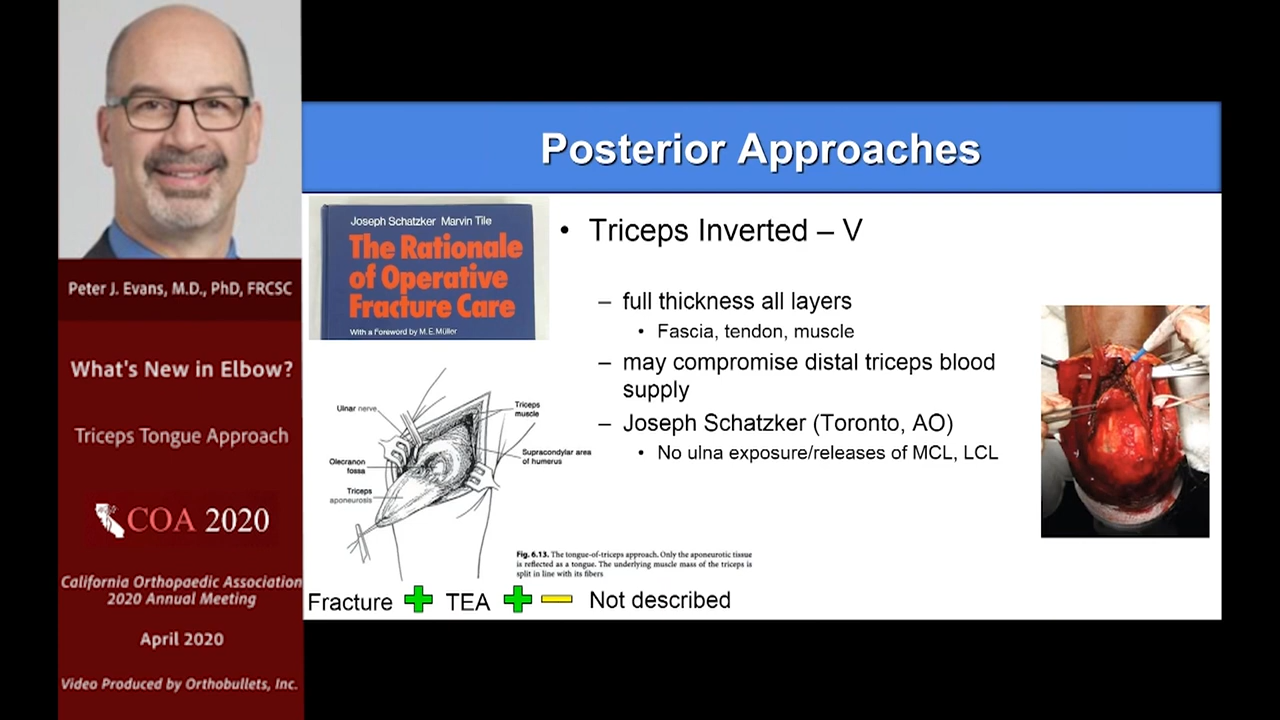 Peter J. Evans, M.D., PhD, FRCSC
What's New in Elbow?
Triceps Tongue Approach
COA 2020
California Orthopaedic Association
2020 Annual Meeting
April 2020
Video Produced by Orthobullets, Inc.
Posterior Approaches
Joseph Schatzker Marvin Tile
The Rationale
of Operative
Fracture Care
With a Foreword by M. E. Müller
• Triceps Inverted – V
– full thickness all layers
• Fascia, tendon, muscle
– may compromise distal triceps blood
supply
– Joseph Schatzker (Toronto, AO)
• No ulna exposure/releases of MCL, LCL
Ulnar nerve
Triceps
muscle
Supracondylar area
of humerus
Olecranon
fossa
Triceps
aponeurosis
Fig. 6.13. The tongue-of-triceps approach. Only the aponeurotic tissue
is reflected as a tongue. The underlying muscle mass of the triceps is
split in line with its fibers
Fracture + TEA + – Not described